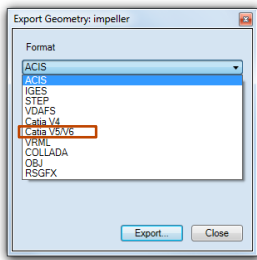 Export Geometry: impeller
Format
ACIS
ACIS
IGES
STEP
VDAFS
Catia V4
Catia V5/V6
VRML
COLLADA
OBJ
RSGFX
Export...
Close